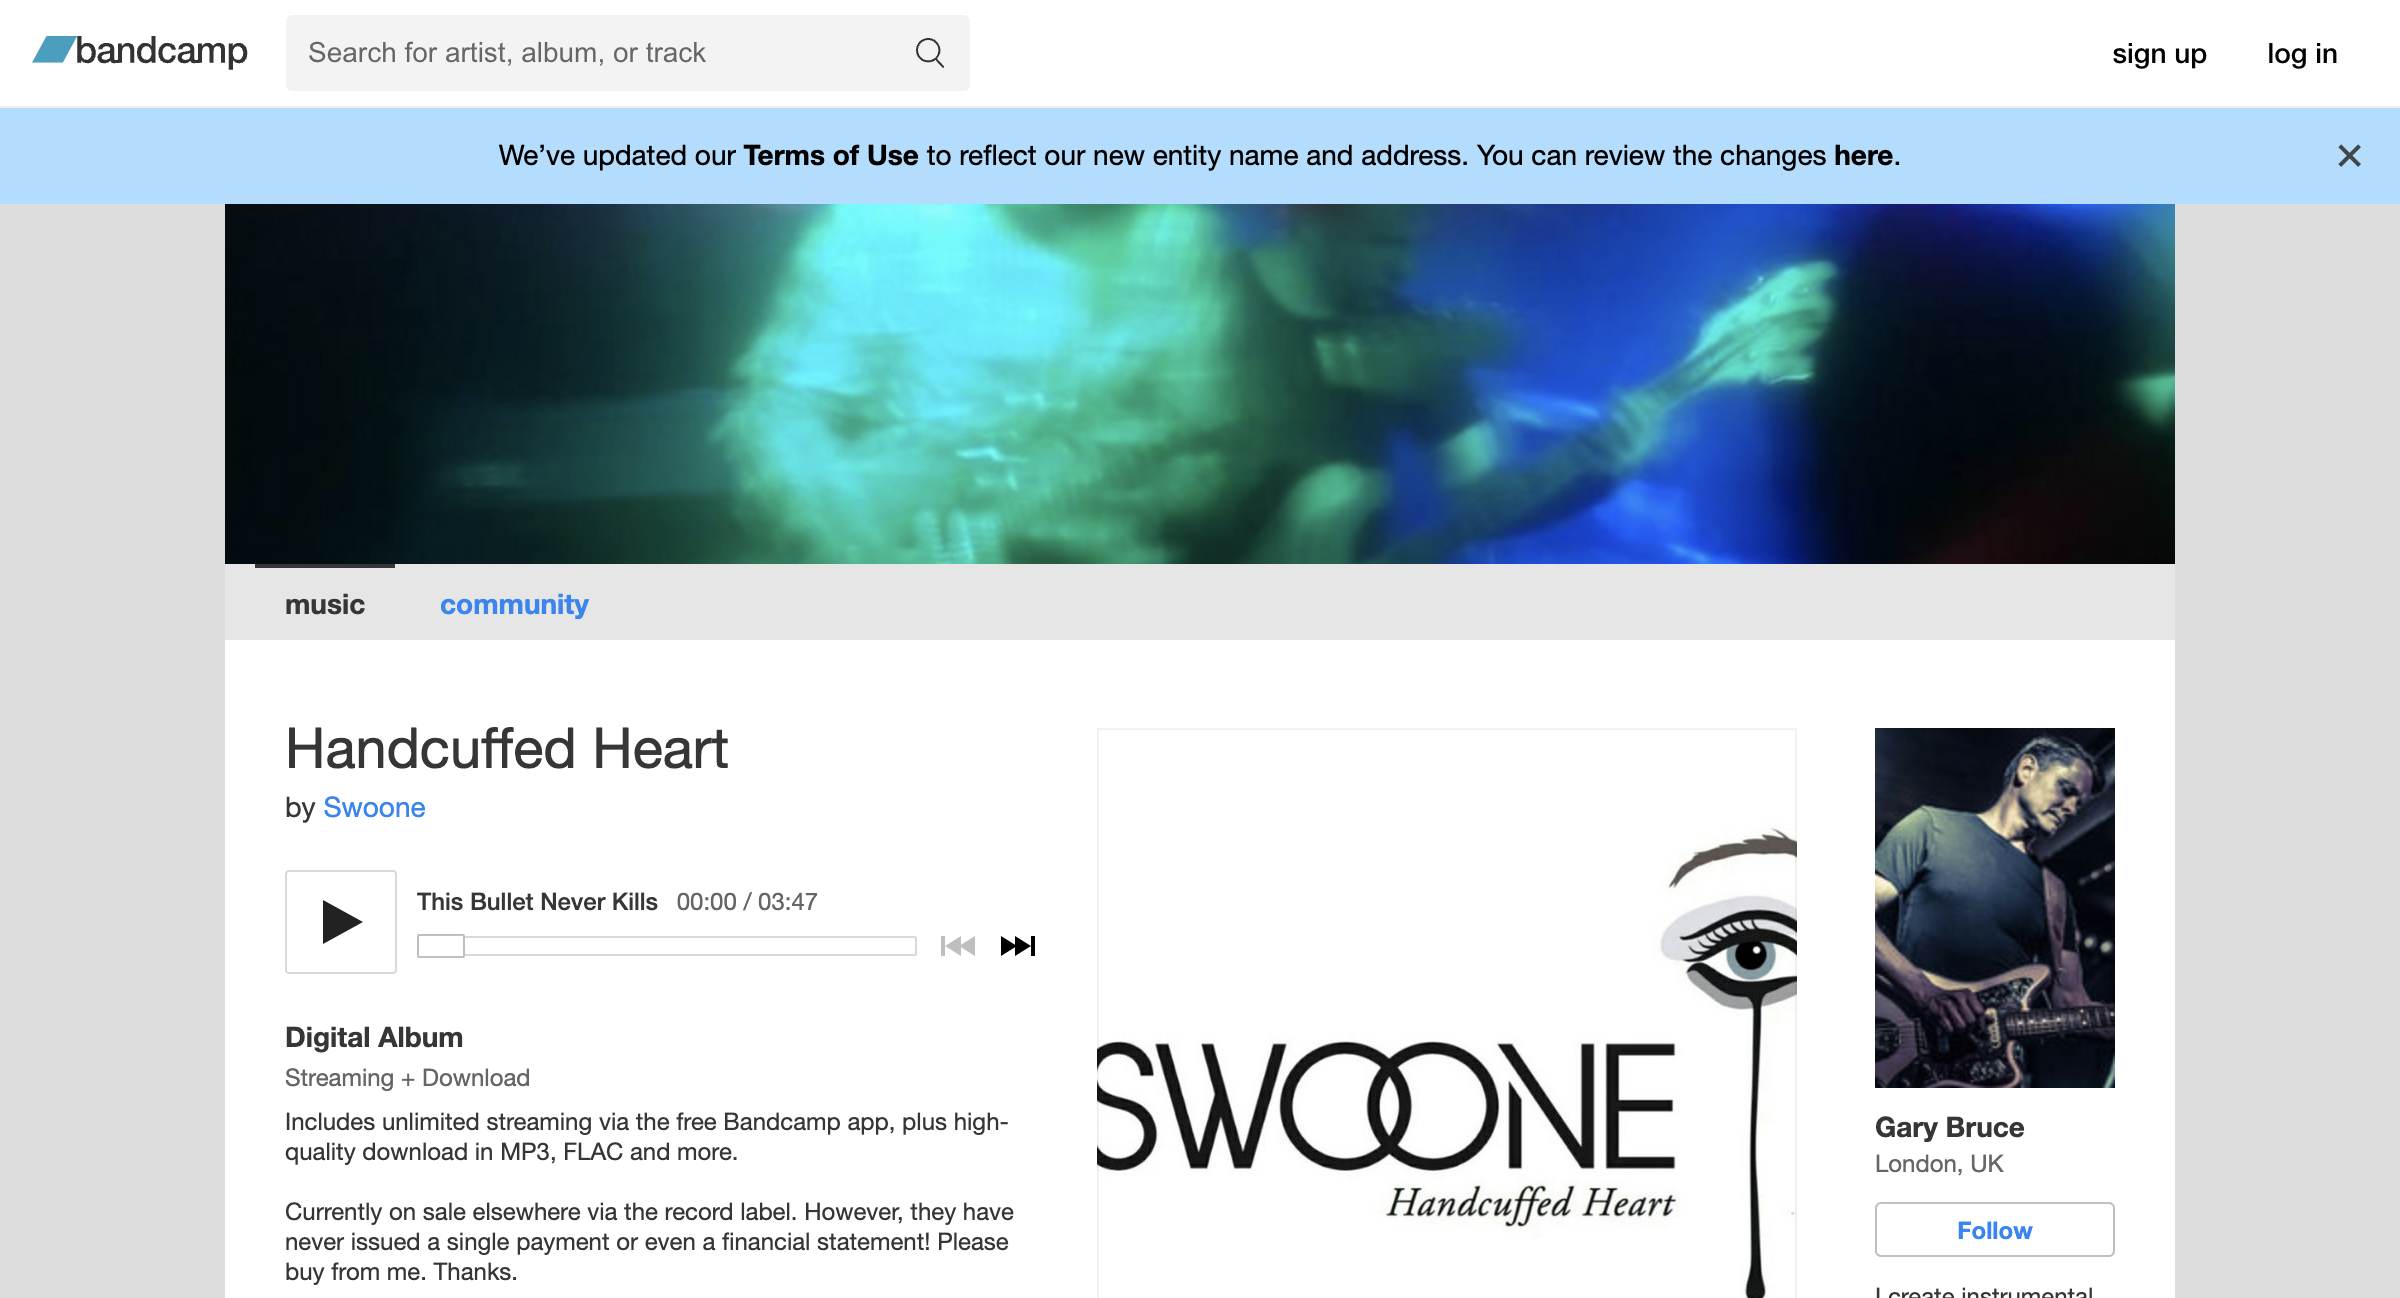 bandcamp
Search for artist, album, or track
sign up
log in
We’ve updated our Terms of Use to reflect our new entity name and address. You can review the changes here.
music
community
Handcuffed Heart
by Swoone
This Bullet Never Kills 00:00 / 03:47
Digital Album
Streaming + Download
Includes unlimited streaming via the free Bandcamp app, plus high-
quality download in MP3, FLAC and more.
Currently on sale elsewhere via the record label. However, they have
never issued a single payment or even a financial statement! Please
buy from me. Thanks.
SWOONE
Handcuffed Heart
Gary Bruce
London, UK
Follow
I create instrumental